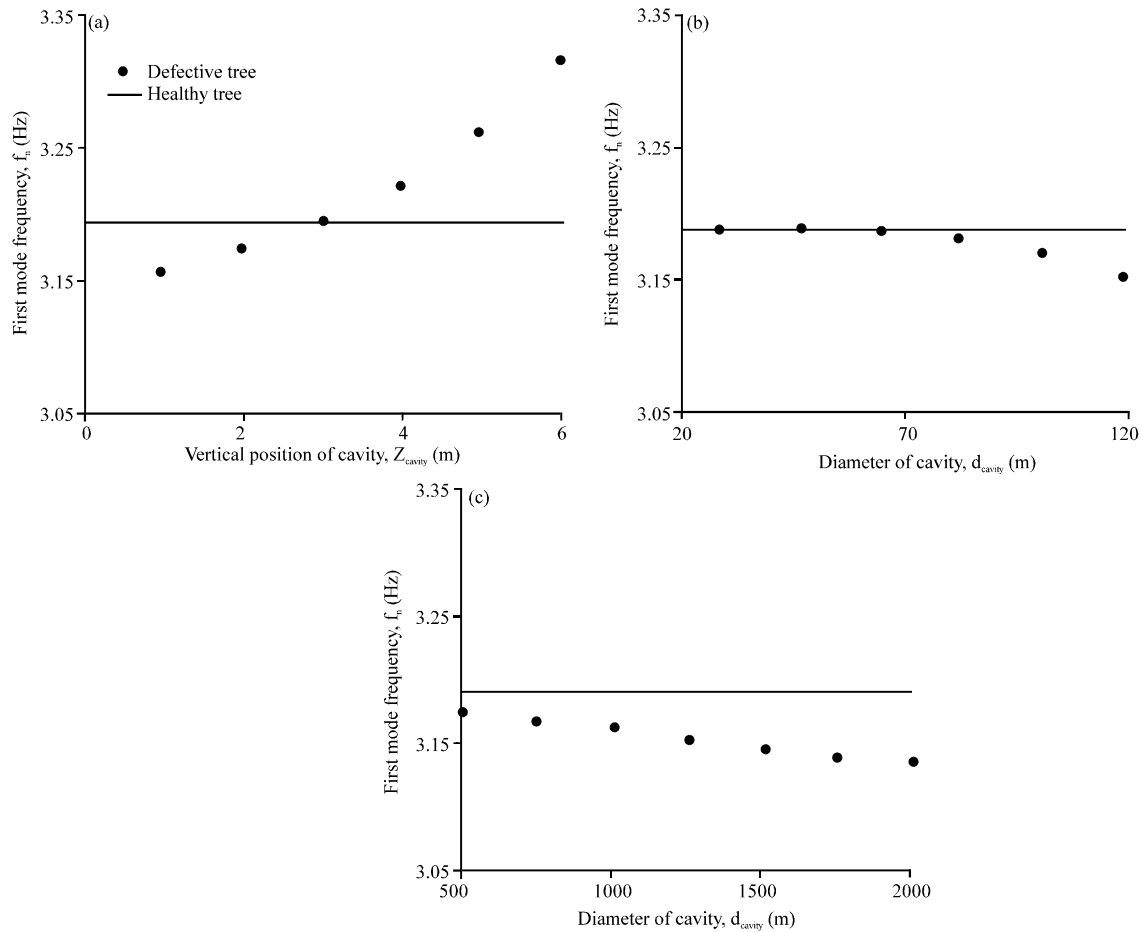 (a)
3.35
3.25
3.15
3.05
First mode frequency, fₙ (Hz)
Defective tree
Healthy tree
0 2 4 6
Vertical position of cavity, Z_cavity (m)
(b)
3.35
3.25
3.15
3.05
First mode frequency, fₙ (Hz)
20 70 120
Diameter of cavity, d_cavity (m)
(c)
3.35
3.25
3.15
3.05
First mode frequency, fₙ (Hz)
500 1000 1500 2000
Diameter of cavity, d_cavity (m)